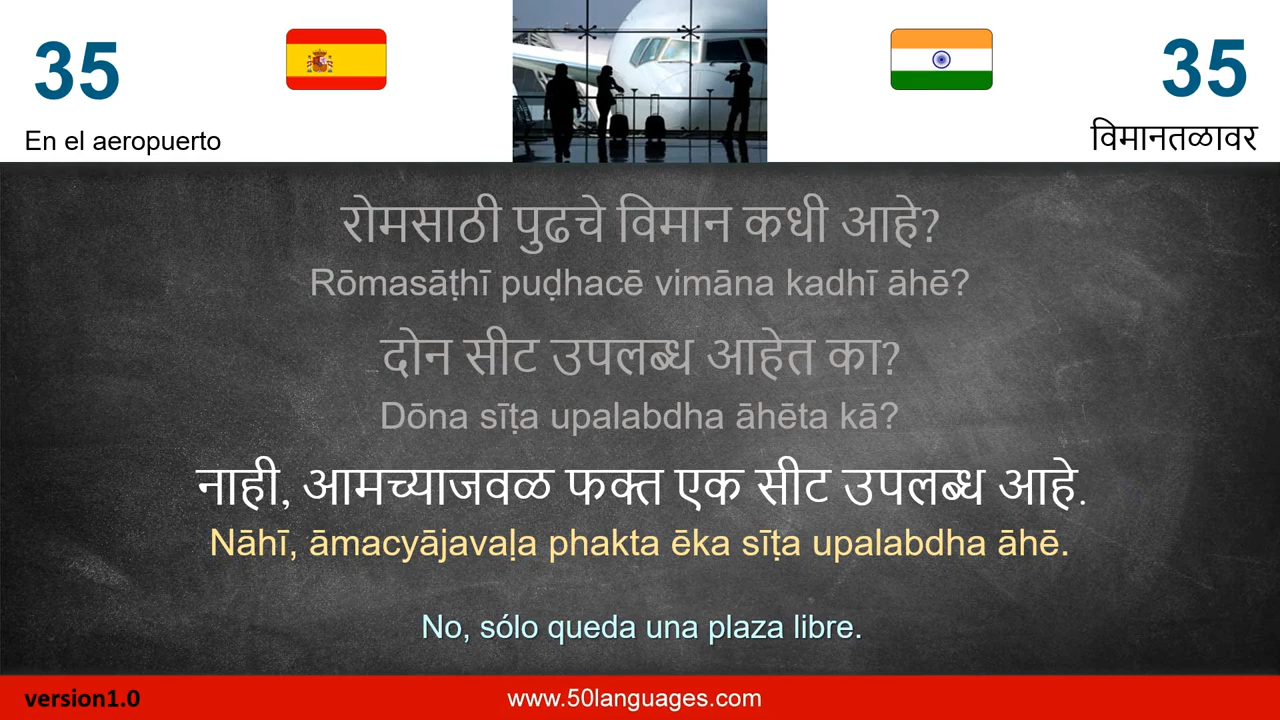 35
35
En el aeropuerto
विमानतळावर
रोमसाठी पुढचे विमान कधी आहे?
Rōmasāṭhī puḍhacē vimāna kadhī āhē?
दोन सीट उपलब्ध आहेत का?
Dōna sīṭa upalabdha āhēta kā?
नाही, आमच्याजवळ फक्त एक सीट उपलब्ध आहे.
Nāhī, āmacyājavaḷa phakta ēka sīṭa upalabdha āhē.
No, sólo queda una plaza libre.
version1.0
www.50languages.com